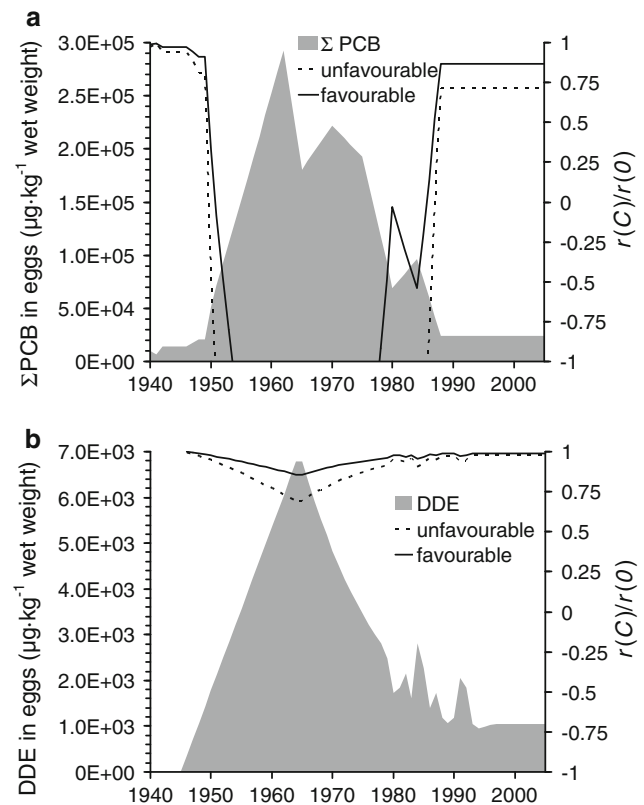 a
ΣPCB in eggs (µg·kg⁻¹ wet weight)
3.0E+05
2.5E+05
2.0E+05
1.5E+05
1.0E+05
5.0E+04
0E+00
Σ PCB
unfavourable
favourable
1
0.75
0.5
0.25
0
-0.25
-0.5
-0.75
-1
r(C)/r(0)
1940 1950 1960 1970 1980 1990 2000
b
DDE in eggs (µg·kg⁻¹ wet weight)
7.0E+03
6.0E+03
5.0E+03
4.0E+03
3.0E+03
2.0E+03
1.0E+03
0E+00
DDE
unfavourable
favourable
1
0.75
0.5
0.25
0
-0.25
-0.5
-0.75
-1
r(C)/r(0)
1940 1950 1960 1970 1980 1990 2000